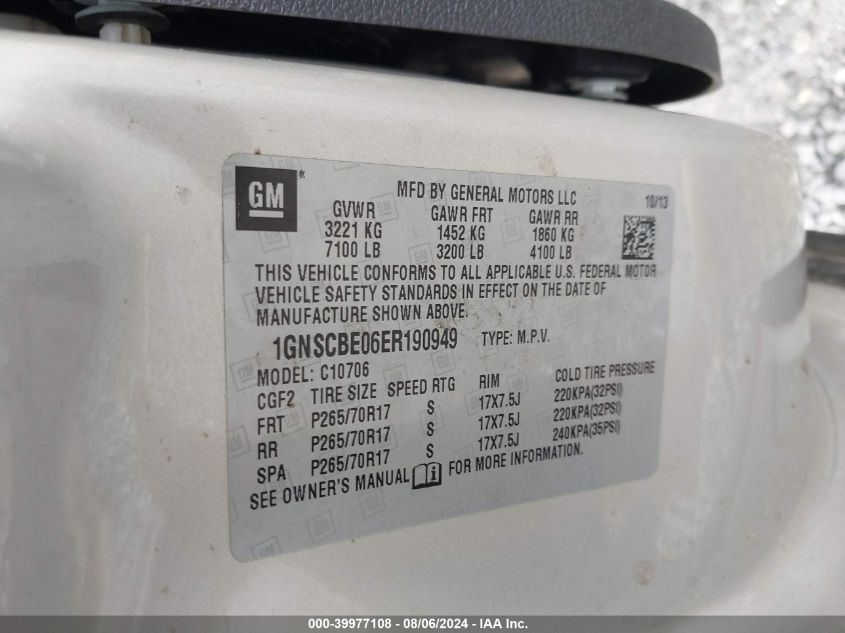 GM ®
MFD BY GENERAL MOTORS LLC
10/13
GVWR GAWR FRT GAWR RR
3221 KG 1452 KG 1860 KG
7100 LB 3200 LB 4100 LB
THIS VEHICLE CONFORMS TO ALL APPLICABLE U.S. FEDERAL MOTOR
VEHICLE SAFETY STANDARDS IN EFFECT ON THE DATE OF
MANUFACTURE SHOWN ABOVE.
1GNSCBE06ER190949 TYPE: M.P.V.
MODEL: C10706
CGF2 TIRE SIZE SPEED RTG RIM COLD TIRE PRESSURE
FRT P265/70R17 S 17X7.5J 220KPA(32PSI)
RR P265/70R17 S 17X7.5J 220KPA(32PSI)
SPA P265/70R17 S 17X7.5J 240KPA(35PSI)
SEE OWNER'S MANUAL i FOR MORE INFORMATION.
000-39977108 - 08/06/2024 - IAA Inc.